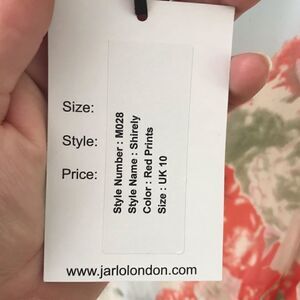 Size:
Style:
Price:
Style Number : M028
Style Name : Shirely
Color : Red Prints
Size : UK 10
www.jarlolondon.com